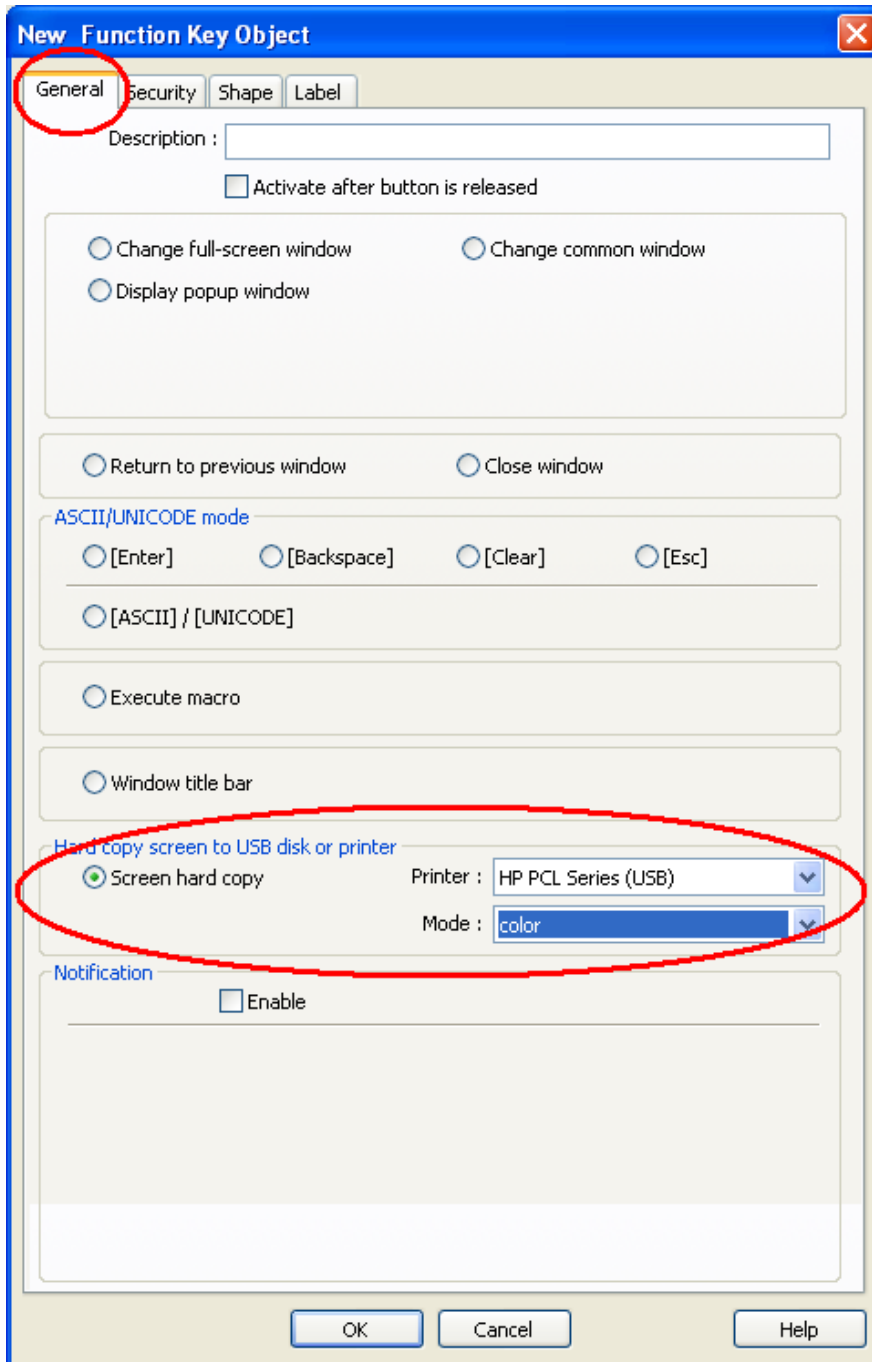 New Function Key Object
General Security Shape Label
Description :
Activate after button is released
Change full-screen window Change common window
Display popup window
Return to previous window Close window
ASCII/UNICODE mode
[Enter] [Backspace] [Clear] [Esc]
[ASCII] / [UNICODE]
Execute macro
Window title bar
Hard copy screen to USB disk or printer
Screen hard copy Printer : HP PCL Series (USB)
Mode : color
Notification
Enable
OK Cancel Help